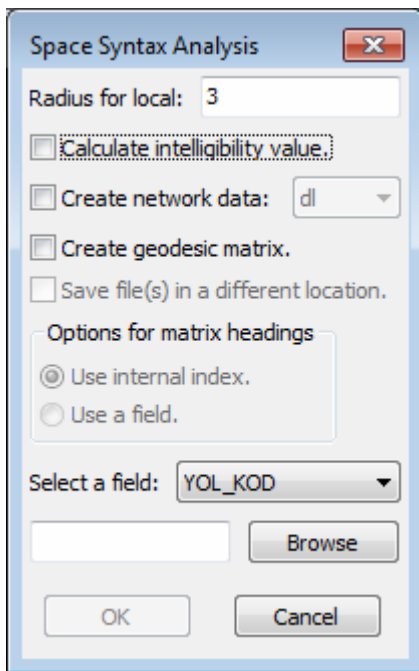 Space Syntax Analysis
Radius for local: 3
Calculate intelligibility value.
Create network data: dl
Create geodesic matrix.
Save file(s) in a different location.
Options for matrix headings
Use internal index.
Use a field.
Select a field: YOL_KOD
Browse
OK Cancel